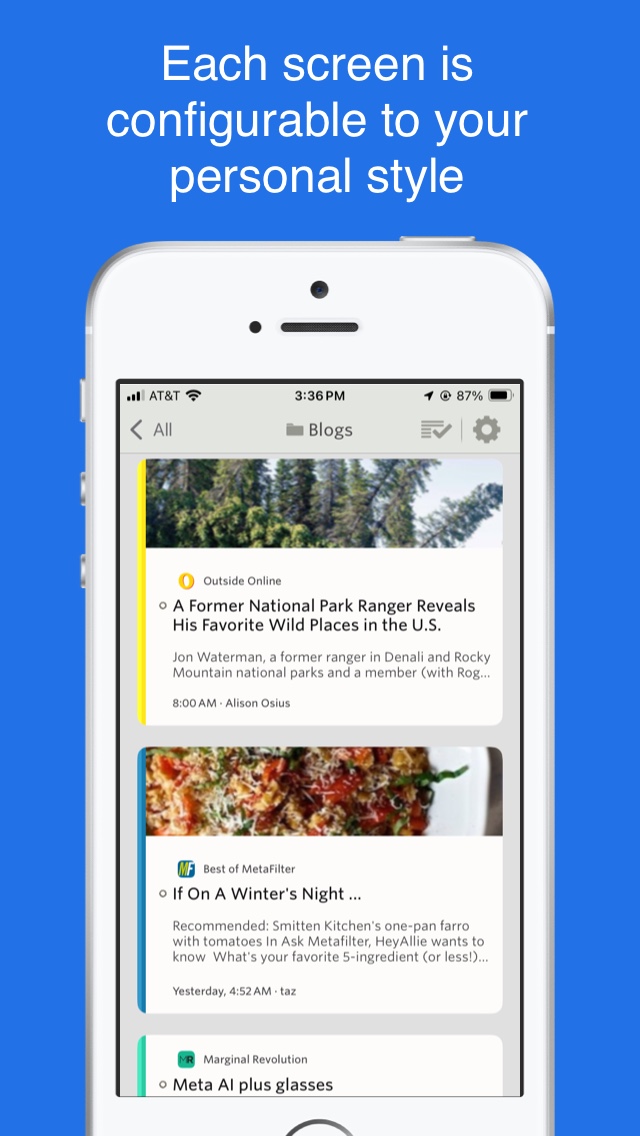 Each screen is
configurable to your
personal style
AT&T 3:36 PM 87%
All Blogs
Outside Online
A Former National Park Ranger Reveals
His Favorite Wild Places in the U.S.
Jon Waterman, a former ranger in Denali and Rocky
Mountain national parks and a member (with Rog...
8:00 AM · Alison Osius
MF Best of MetaFilter
If On A Winter's Night ...
Recommended: Smitten Kitchen's one-pan farro
with tomatoes In Ask Metafilter, HeyAllie wants to
know What's your favorite 5-ingredient (or less!)...
Yesterday, 4:52 AM · taz
MR Marginal Revolution
Meta AI plus glasses